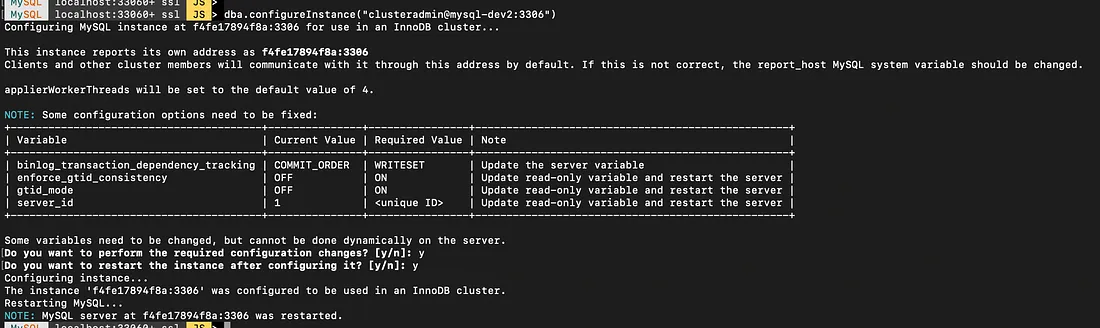 MySQL localhost:33060+ ssl JS >
MySQL localhost:33060+ ssl JS > dba.configureInstance("clusteradmin@mysql-dev2:3306")
Configuring MySQL instance at f4fe17894f8a:3306 for use in an InnoDB cluster...
This instance reports its own address as f4fe17894f8a:3306
Clients and other cluster members will communicate with it through this address by default. If this is not correct, the report_host MySQL system variable should be changed.
applierWorkerThreads will be set to the default value of 4.
NOTE: Some configuration options need to be fixed:
+----------------------------------------+---------------+----------------+--------------------------------------------------+
| Variable | Current Value | Required Value | Note |
+----------------------------------------+---------------+----------------+--------------------------------------------------+
| binlog_transaction_dependency_tracking | COMMIT_ORDER | WRITESET | Update the server variable |
| enforce_gtid_consistency | OFF | ON | Update read-only variable and restart the server |
| gtid_mode | OFF | ON | Update read-only variable and restart the server |
| server_id | 1 | <unique ID> | Update read-only variable and restart the server |
+----------------------------------------+---------------+----------------+--------------------------------------------------+
Some variables need to be changed, but cannot be done dynamically on the server.
[Do you want to perform the required configuration changes? [y/n]: y
[Do you want to restart the instance after configuring it? [y/n]: y
Configuring instance...
The instance 'f4fe17894f8a:3306' was configured to be used in an InnoDB cluster.
Restarting MySQL...
NOTE: MySQL server at f4fe17894f8a:3306 was restarted.
MySQL localhost:33060+ ssl JS >